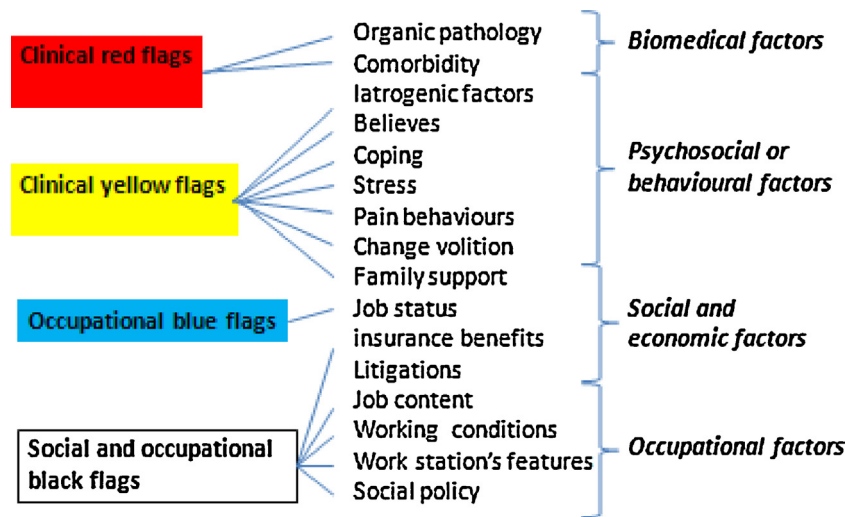 Clinical red flags
Clinical yellow flags
Occupational blue flags
Social and occupational
black flags
Organic pathology
Comorbidity
Iatrogenic factors
Believes
Coping
Stress
Pain behaviours
Change volition
Family support
Job status
insurance benefits
Litigations
Job content
Working conditions
Work station's features
Social policy
Biomedical factors
Psychosocial or
behavioural factors
Social and
economic factors
Occupational factors